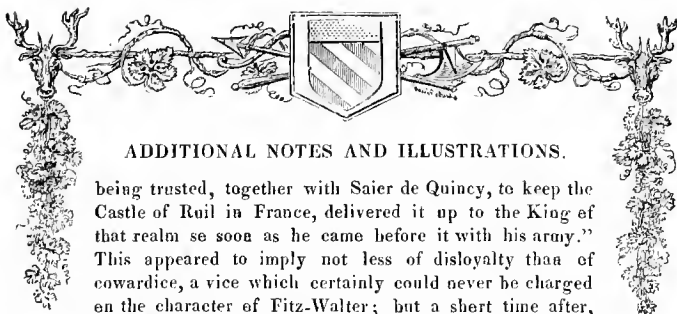 ADDITIONAL NOTES AND ILLUSTRATIONS.
being trusted, together with Saier de Quincy, to keep the
Castle of Ruil in France, delivered it up to the King of
that realm se soon as he came before it with his army."
This appeared to imply not less of disloyalty than of
cowardice, a vice which certainly could never be charged
en the character of Fitz-Walter; but a short time after,